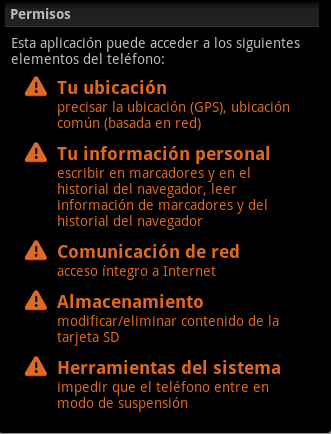 Permisos
Esta aplicación puede acceder a los siguientes
elementos del teléfono:
Tu ubicación
precisar la ubicación (GPS), ubicación
común (basada en red)
Tu información personal
escribir en marcadores y en el
historial del navegador, leer
información de marcadores y del
historial del navegador
Comunicación de red
acceso íntegro a Internet
Almacenamiento
modificar/eliminar contenido de la
tarjeta SD
Herramientas del sistema
impedir que el teléfono entre en
modo de suspensión